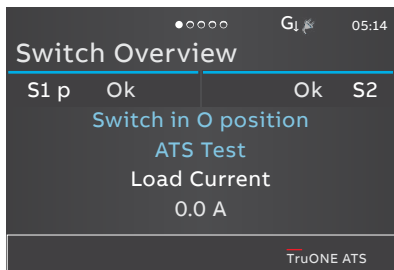 G↓ 05:14
Switch Overview
S1 p Ok Ok S2
Switch in O position
ATS Test
Load Current
0.0 A
TruONE ATS